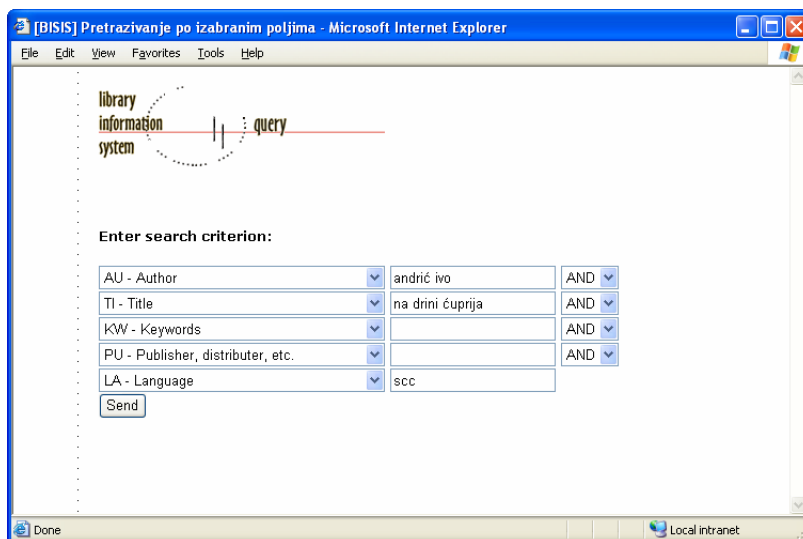 [BISIS] Pretrazivanje po izabranim poljima - Microsoft Internet Explorer
File Edit View Favorites Tools Help
library
information query
system
Enter search criterion:
AU - Author andrić ivo AND
TI - Title na drini ćuprija AND
KW - Keywords AND
PU - Publisher, distributer, etc. AND
LA - Language scc
Send
Done Local intranet